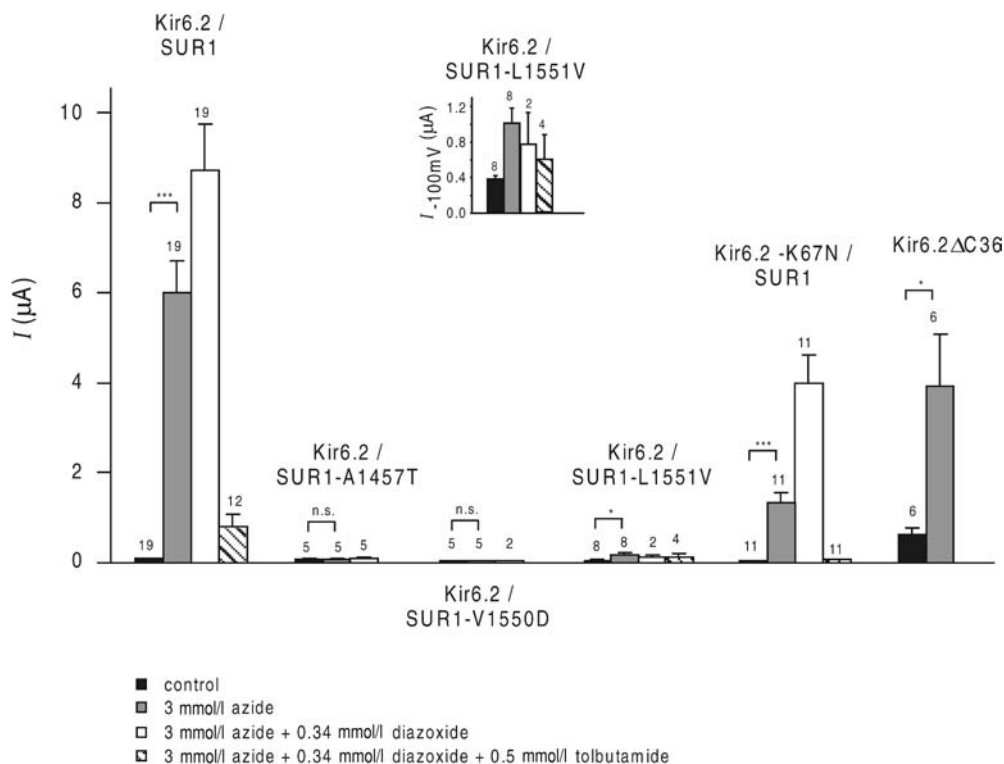 Kir6.2 /
SUR1
Kir6.2 /
SUR1-L1551V
I -100mV (μA)
1.2
0.8
0.4
0.0
8
8
2
4
I (μA)
10
8
6
4
2
0
***
19
19
19
12
Kir6.2 /
SUR1-A1457T
n.s.
5
5
5
n.s.
5
5
2
Kir6.2 /
SUR1-V1550D
Kir6.2 /
SUR1-L1551V
*
8
8
2
4
Kir6.2 -K67N /
SUR1
***
11
11
11
11
Kir6.2ΔC36
*
6
6
control
3 mmol/l azide
3 mmol/l azide + 0.34 mmol/l diazoxide
3 mmol/l azide + 0.34 mmol/l diazoxide + 0.5 mmol/l tolbutamide